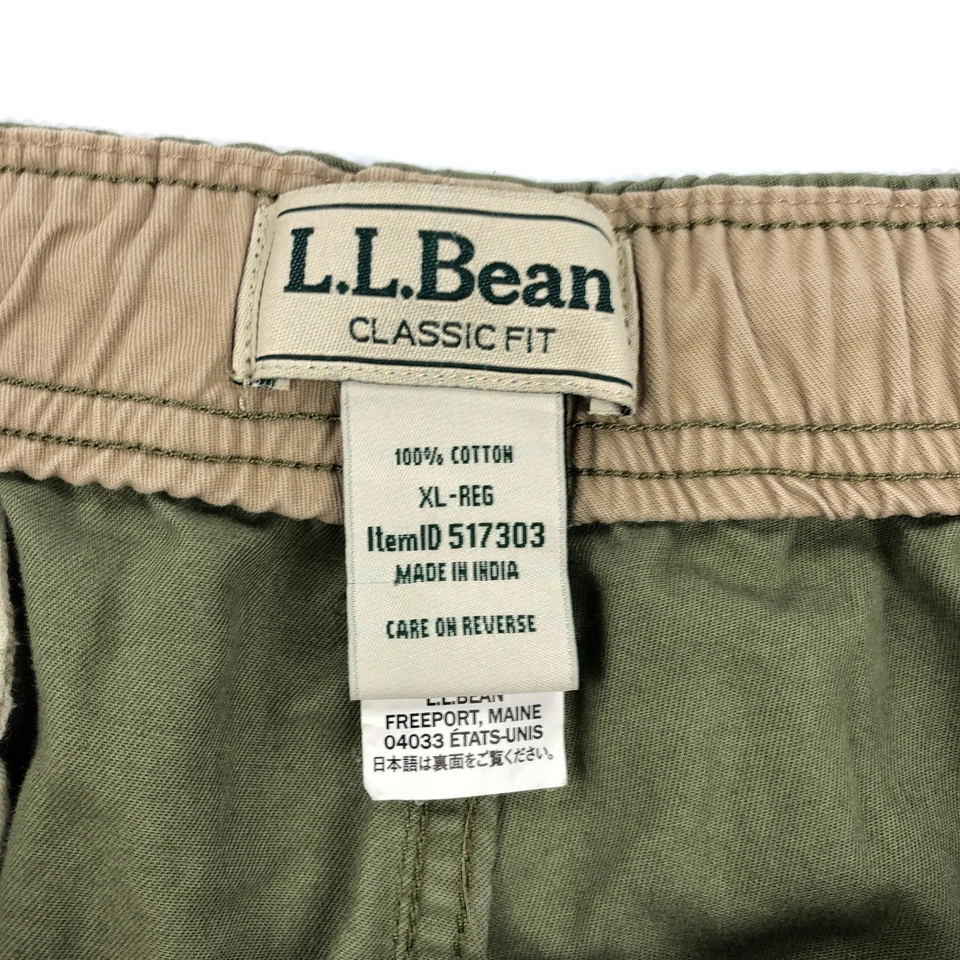 L.L.Bean
CLASSIC FIT
100% COTTON
XL-REG
ItemID 517303
MADE IN INDIA
CARE ON REVERSE
L.L.BEAN
FREEPORT, MAINE
04033 ÉTATS-UNIS
日本語は裏面をご覧ください。